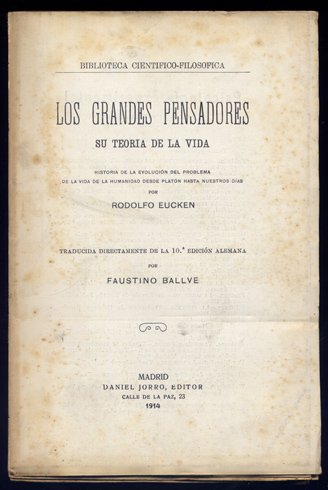 BIBLIOTECA CIENTIFICO-FILOSOFICA
LOS GRANDES PENSADORES
SU TEORIA DE LA VIDA
HISTORIA DE LA EVOLUCIÓN DEL PROBLEMA
DE LA VIDA DE LA HUMANIDAD DESDE PLATÓN HASTA NUESTROS DÍAS
POR
RODOLFO EUCKEN
TRADUCIDA DIRECTAMENTE DE LA 10.ª EDICIÓN ALEMANA
POR
FAUSTINO BALLVE
MADRID
DANIEL JORRO, EDITOR
CALLE DE LA PAZ, 23
1914